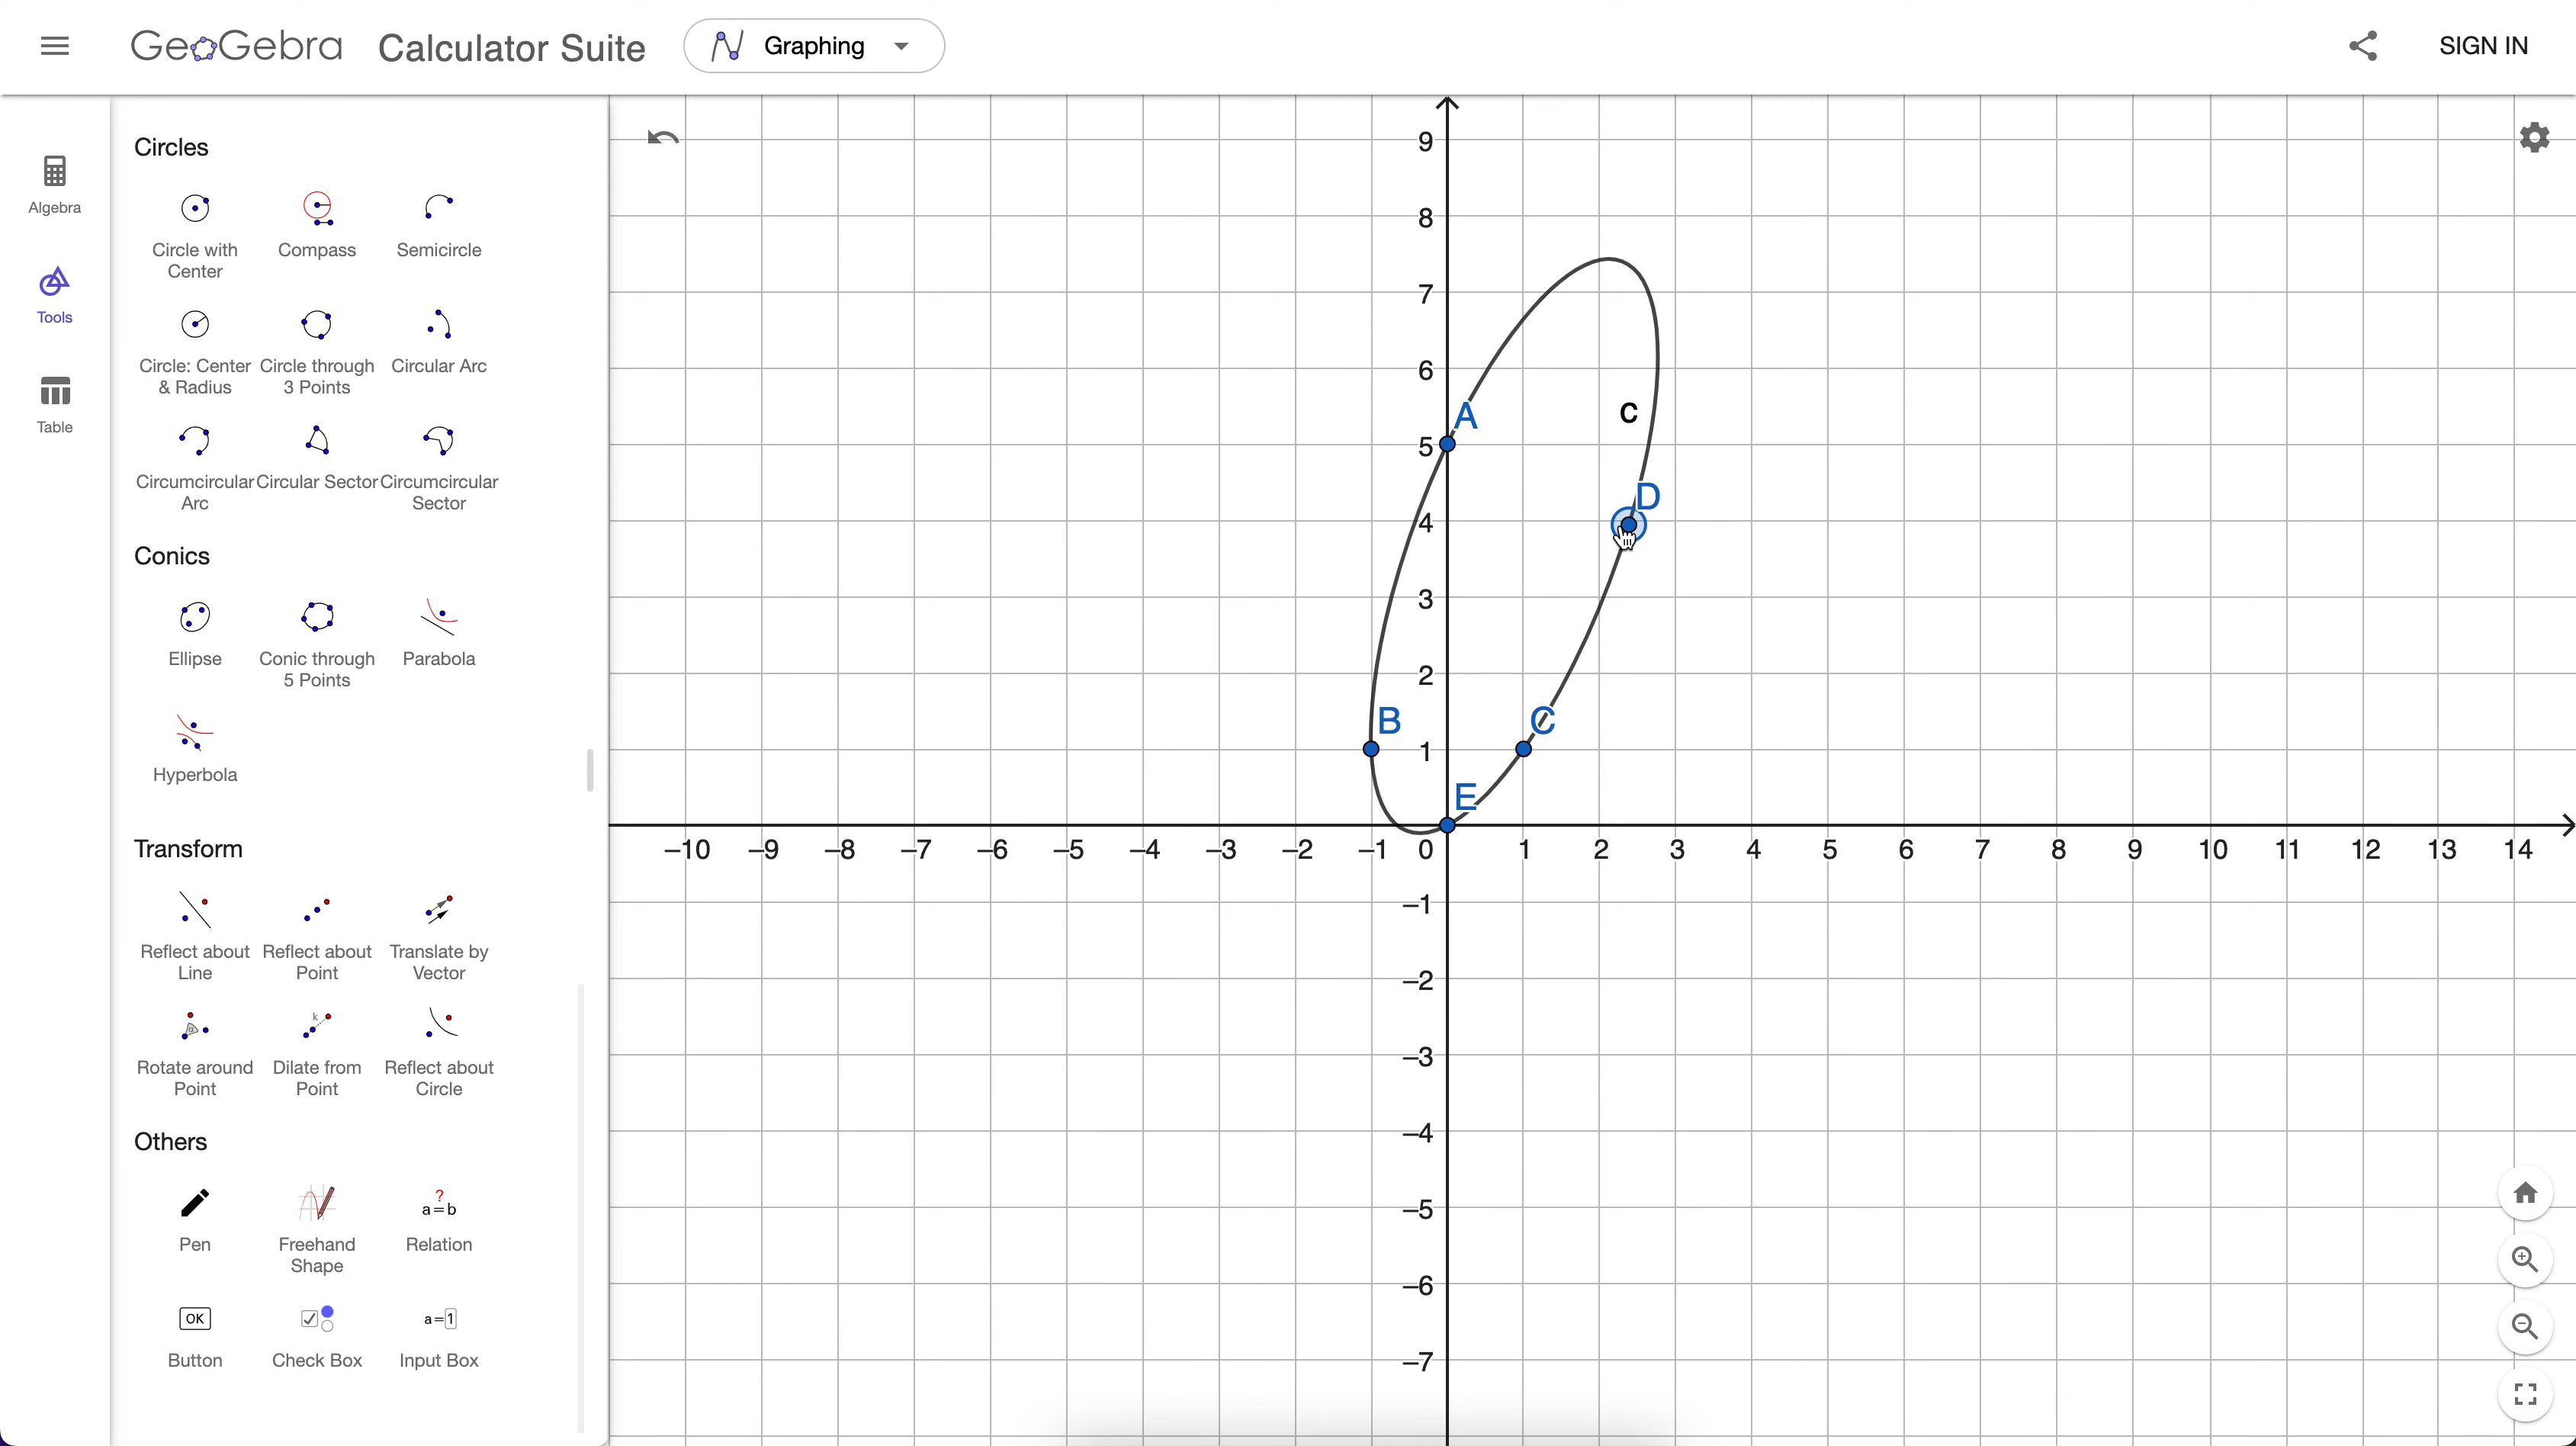 GeoGebra Calculator Suite Graphing SIGN IN
Algebra
Tools
Table
Circles
Circle with Center
Compass
Semicircle
Circle: Center & Radius
Circle through 3 Points
Circular Arc
Circumcircular Arc
Circular Sector
Circumcircular Sector
Conics
Ellipse
Conic through 5 Points
Parabola
Hyperbola
Transform
Reflect about Line
Reflect about Point
Translate by Vector
α
k
Rotate around Point
Dilate from Point
Reflect about Circle
Others
?
a=b
Pen
Freehand Shape
Relation
OK
a=1
Button
Check Box
Input Box
9
8
7
6
A
c
5
D
4
3
2
B
C
1
E
–10 –9 –8 –7 –6 –5 –4 –3 –2 –1 0 1 2 3 4 5 6 7 8 9 10 11 12 13 14
–1
–2
–3
–4
–5
–6
–7